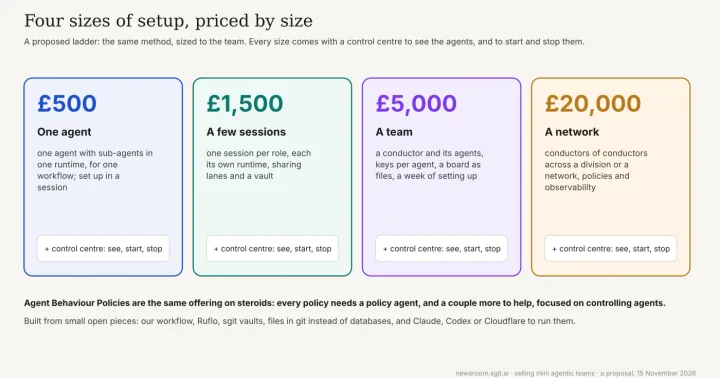 Four sizes of setup, priced by size
A proposed ladder: the same method, sized to the team. Every size comes with a control centre to see the agents, and to start and stop them.
£500
One agent
one agent with sub-agents in
one runtime, for one
workflow; set up in a
session
+ control centre: see, start, stop
£1,500
A few sessions
one session per role, each
its own runtime, sharing
lanes and a vault
+ control centre: see, start, stop
£5,000
A team
a conductor and its agents,
keys per agent, a board as
files, a week of setting up
+ control centre: see, start, stop
£20,000
A network
conductors of conductors
across a division or a
network, policies and
observability
+ control centre: see, start, stop
Agent Behaviour Policies are the same offering on steroids: every policy needs a policy agent, and a couple more to help, focused on controlling agents.
Built from small open pieces: our workflow, Ruflo, sgit vaults, files in git instead of databases, and Claude, Codex or Cloudflare to run them.
newsroom.sgit.ai · selling mini agentic teams · a proposal, 15 November 2026